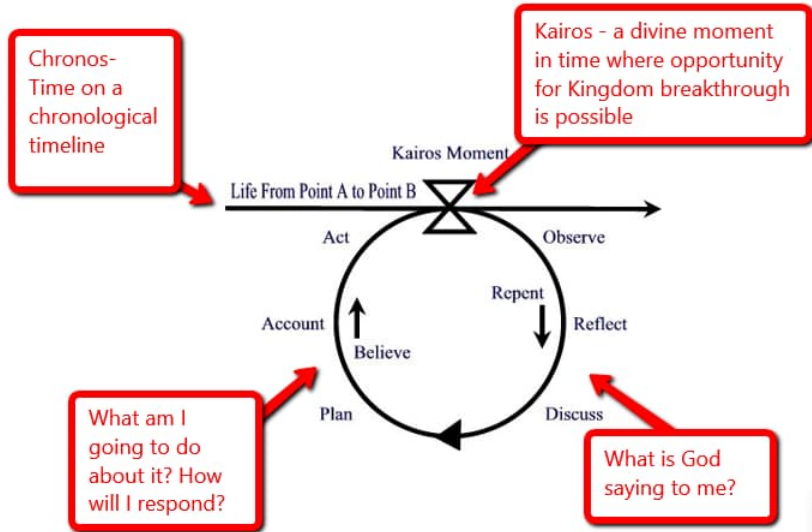 Chronos-
Time on a
chronological
timeline
Kairos - a divine moment
in time where opportunity
for Kingdom breakthrough
is possible
Kairos Moment
Life From Point A to Point B
Act
Observe
Repent
Account
Reflect
Believe
Plan
Discuss
What am I
going to do
about it? How
will I respond?
What is God
saying to me?